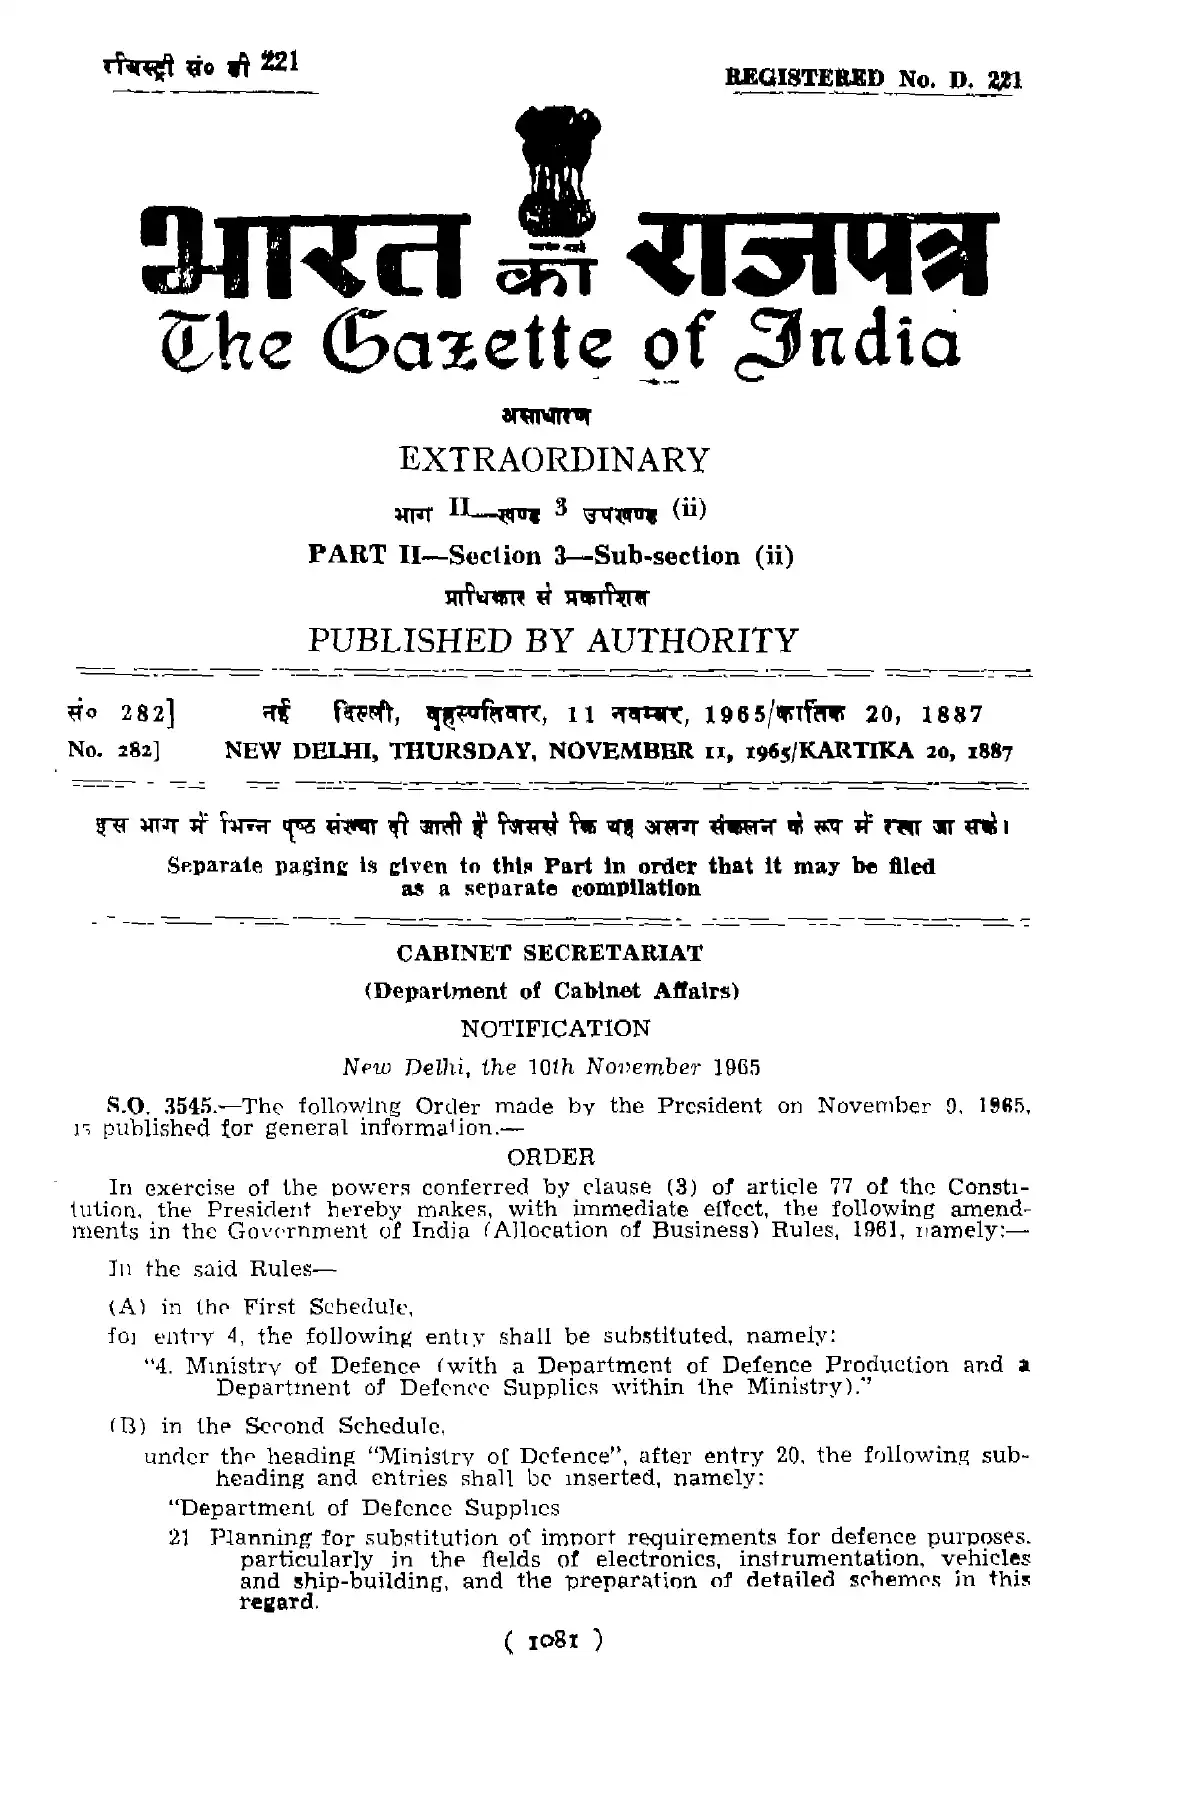 रजिस्ट्री सं० डी 221
REGISTERED No. D. 221
भारत का राजपत्र
The Gazette of India
असाधारण
EXTRAORDINARY
भाग II—खण्ड 3 उपखण्ड (ii)
PART II—Section 3—Sub-section (ii)
प्राधिकार से प्रकाशित
PUBLISHED BY AUTHORITY
सं० 282] नई दिल्ली, बृहस्पतिवार, 11 नवम्बर, 1965/कार्तिक 20, 1887
No. 282] NEW DELHI, THURSDAY, NOVEMBER 11, 1965/KARTIKA 20, 1887
इस भाग में भिन्न पृष्ठ संख्या दी जाती है जिससे कि यह अलग संकलन के रूप में रखा जा सके।
Separate paging is given to this Part in order that it may be filed
as a separate compilation
CABINET SECRETARIAT
(Department of Cabinet Affairs)
NOTIFICATION
New Delhi, the 10th November 1965
S.O. 3545.—The following Order made by the President on November 9, 1965,
is published for general information.—
ORDER
In exercise of the powers conferred by clause (3) of article 77 of the Consti-
tution, the President hereby makes, with immediate effect, the following amend-
ments in the Government of India (Allocation of Business) Rules, 1961, namely:—
In the said Rules—
(A) in the First Schedule,
for entry 4, the following entry shall be substituted, namely:
"4. Ministry of Defence (with a Department of Defence Production and a
Department of Defence Supplies within the Ministry)."
(B) in the Second Schedule,
under the heading "Ministry of Defence", after entry 20, the following sub-
heading and entries shall be inserted, namely:
"Department of Defence Supplies
21 Planning for substitution of import requirements for defence purposes.
particularly in the fields of electronics, instrumentation, vehicles
and ship-building, and the preparation of detailed schemes in this
regard.
( 1081 )